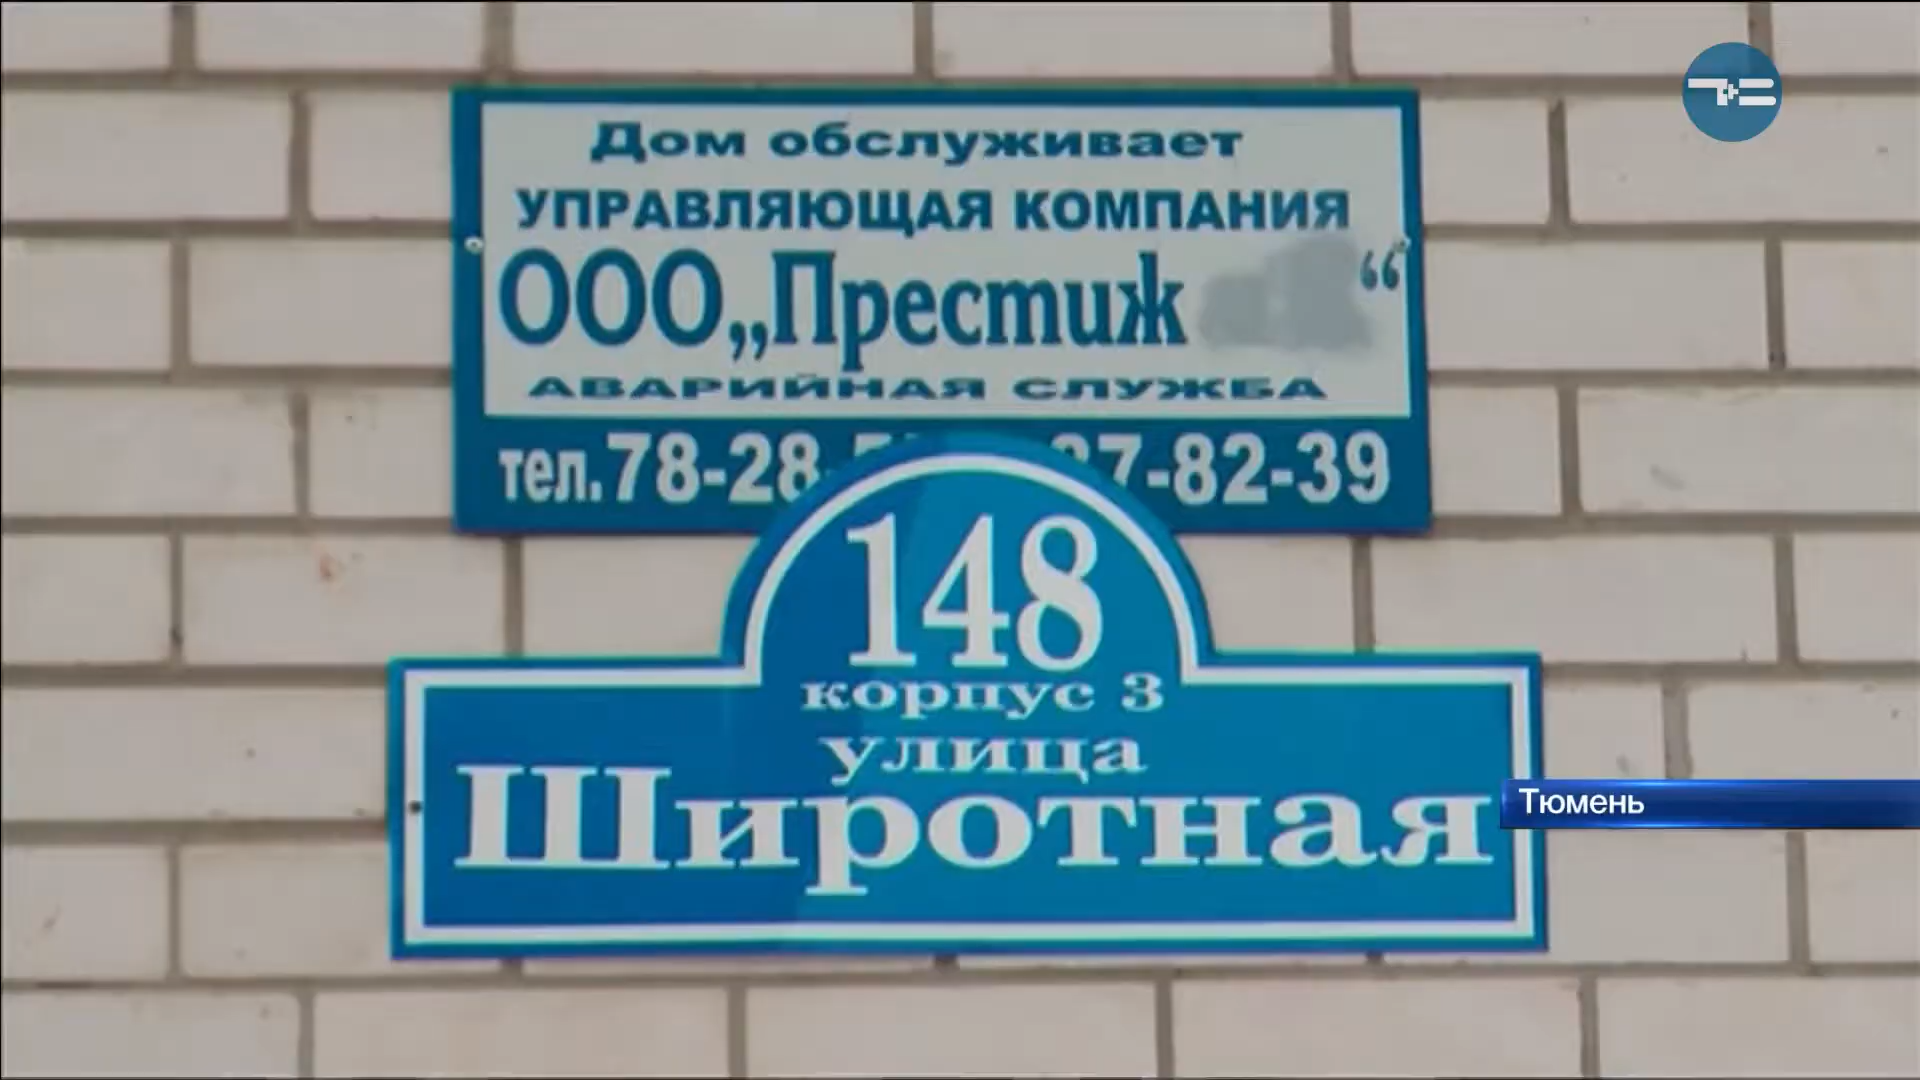 Дом обслуживает
УПРАВЛЯЮЩАЯ КОМПАНИЯ
ООО „Престиж “
АВАРИЙНАЯ СЛУЖБА
тел. 78-28- 7-82-39
148
корпус 3
улица
Широтная
Тюмень